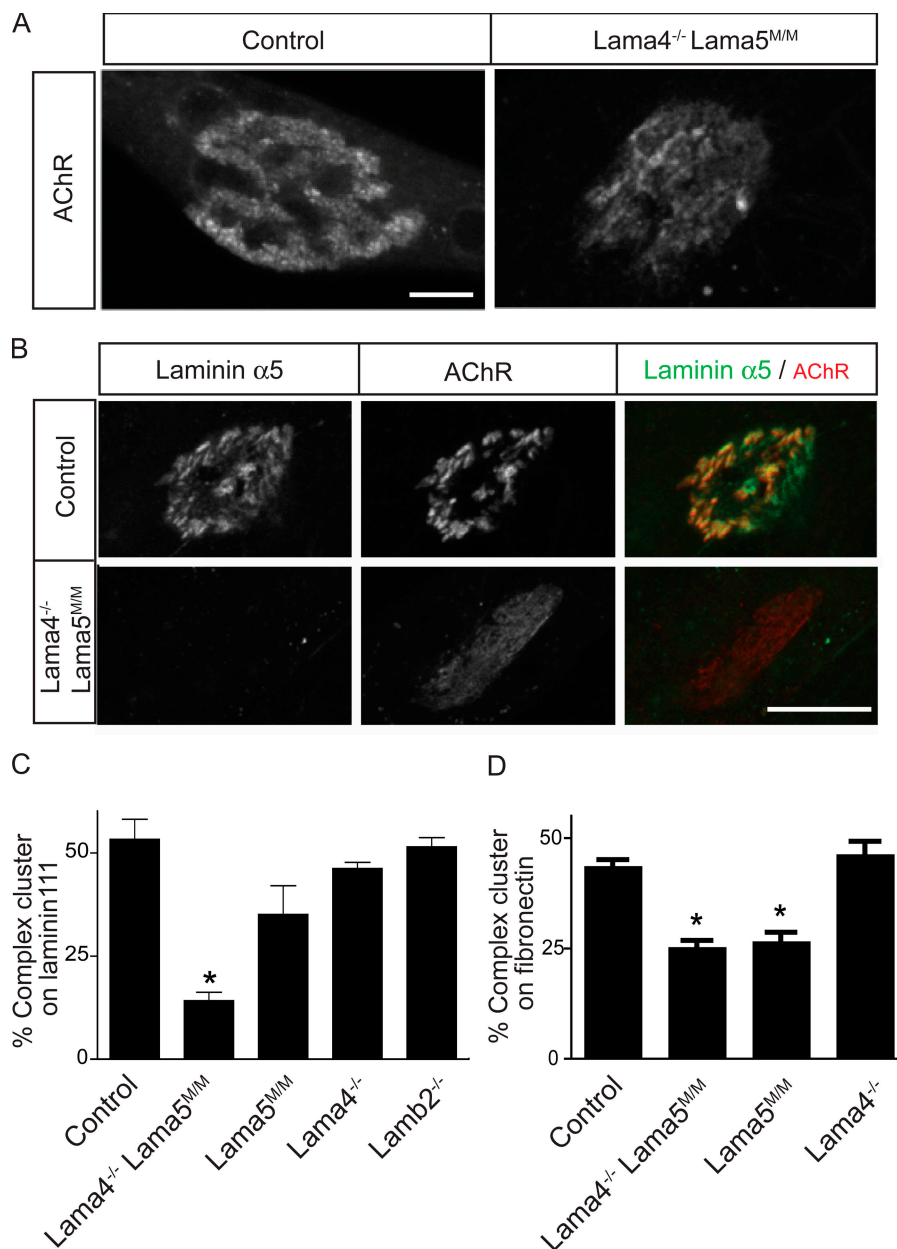 A
Control
Lama4-/- Lama5M/M
AChR
B
Laminin α5
AChR
Laminin α5 / AChR
Control
Lama4-/-
Lama5M/M
C
% Complex cluster
on laminin111
50
25
0
*
Control
Lama4-/- Lama5M/M
Lama5M/M
Lama4-/-
Lamb2-/-
D
% Complex cluster
on fibronectin
50
25
0
*
*
Control
Lama4-/- Lama5M/M
Lama5M/M
Lama4-/-